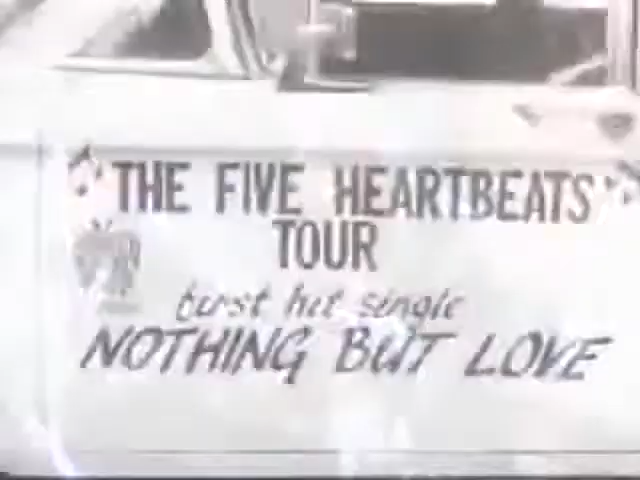 THE FIVE HEARTBEATS
TOUR
first hit single
NOTHING BUT LOVE